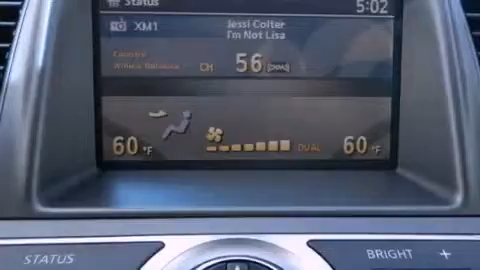 Status 5:02
XM1
Jessi Colter
I'm Not Lisa
CH 56
60°F DUAL 60°F
STATUS
BRIGHT +